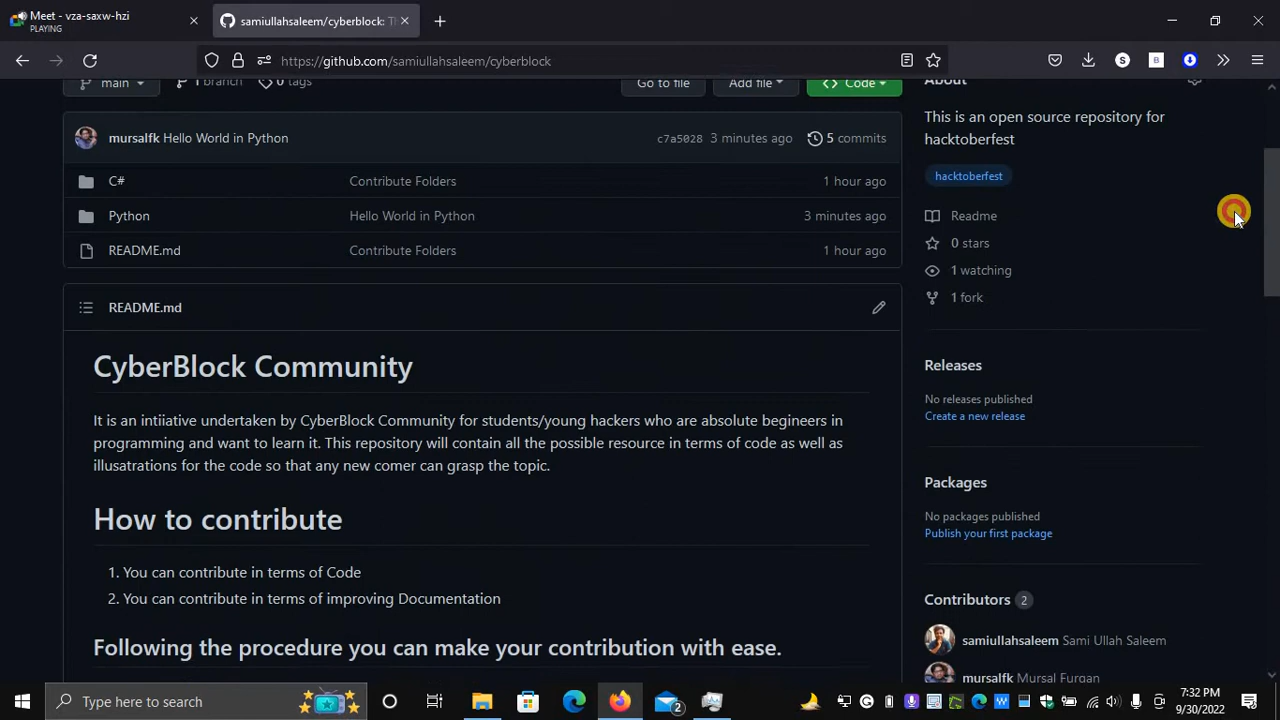 Meet - vza-saxw-hzi
PLAYING
samiullahsaleem/cyberblock: Th
https://github.com/samiullahsaleem/cyberblock
main
1 branch
0 tags
Go to file
Add file
Code
About
mursalfk Hello World in Python
c7a5028 3 minutes ago
5 commits
C#
Contribute Folders
1 hour ago
Python
Hello World in Python
3 minutes ago
README.md
Contribute Folders
1 hour ago
This is an open source repository for
hacktoberfest
hacktoberfest
Readme
0 stars
1 watching
1 fork
README.md
CyberBlock Community
It is an intiiative undertaken by CyberBlock Community for students/young hackers who are absolute begineers in
programming and want to learn it. This repository will contain all the possible resource in terms of code as well as
illusatrations for the code so that any new comer can grasp the topic.
How to contribute
1. You can contribute in terms of Code
2. You can contribute in terms of improving Documentation
Following the procedure you can make your contribution with ease.
Releases
No releases published
Create a new release
Packages
No packages published
Publish your first package
Contributors 2
samiullahsaleem Sami Ullah Saleem
mursalfk Mursal Furqan
Type here to search
2
7:32 PM
9/30/2022